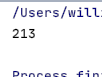 /Users/willi
213
Process fin